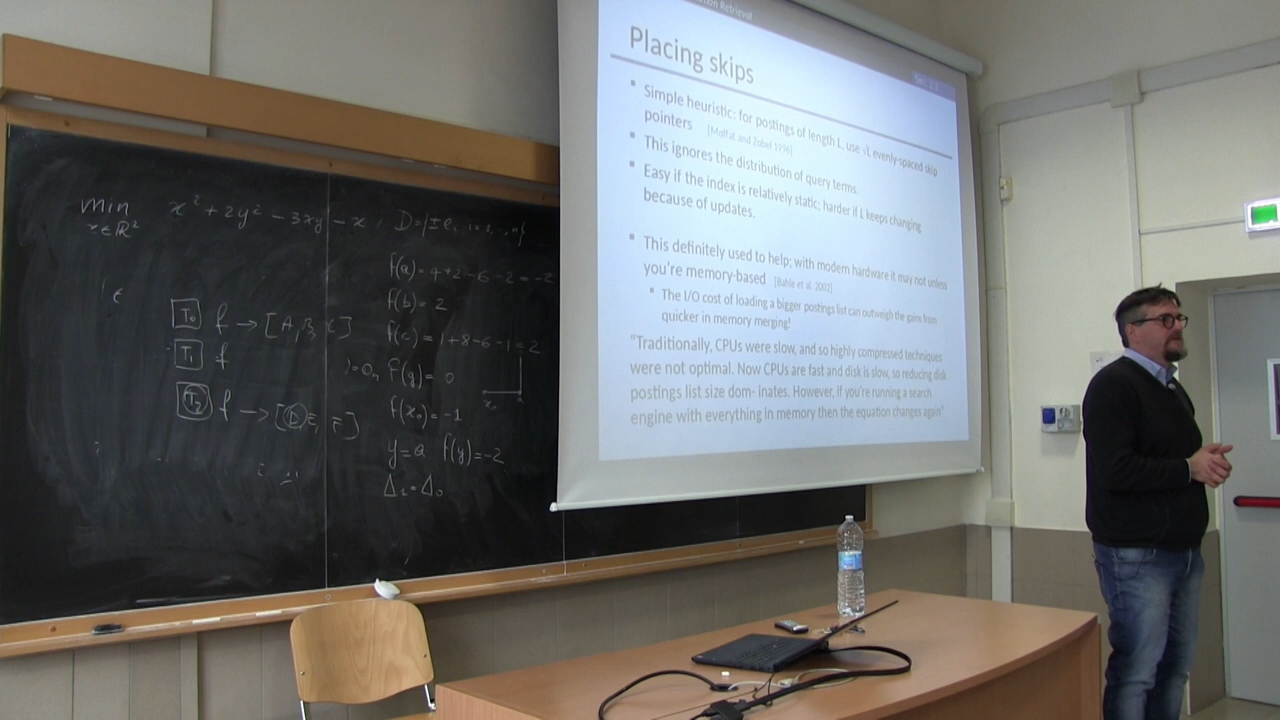 min x² + 2y² - 3xy - x
x∈ℝ²
f(a) = 4+2-6-2 = -2
f(b) = 2
T₀ f → [A, B, C]
f(c) = 1+8-6-1 = 2
T₁ f
f(x₀) = -1
T₂ f →
f(y) = -2
Retrieval
Placing skips
Sec. 2.3
▪ Simple heuristic: for postings of length L, use √L evenly-spaced skip
pointers [Moffat and Zobel 1996]
▪ This ignores the distribution of query terms.
▪ Easy if the index is relatively static; harder if L keeps changing
because of updates.
▪ This definitely used to help; with modern hardware it may not unless
you're memory-based [Bahle et al. 2002]
▪ The I/O cost of loading a bigger postings list can outweigh the gains from
quicker in memory merging!
"Traditionally, CPUs were slow, and so highly compressed techniques
were not optimal. Now CPUs are fast and disk is slow, so reducing disk
postings list size dom- inates. However, if you're running a search
engine with everything in memory then the equation changes again"